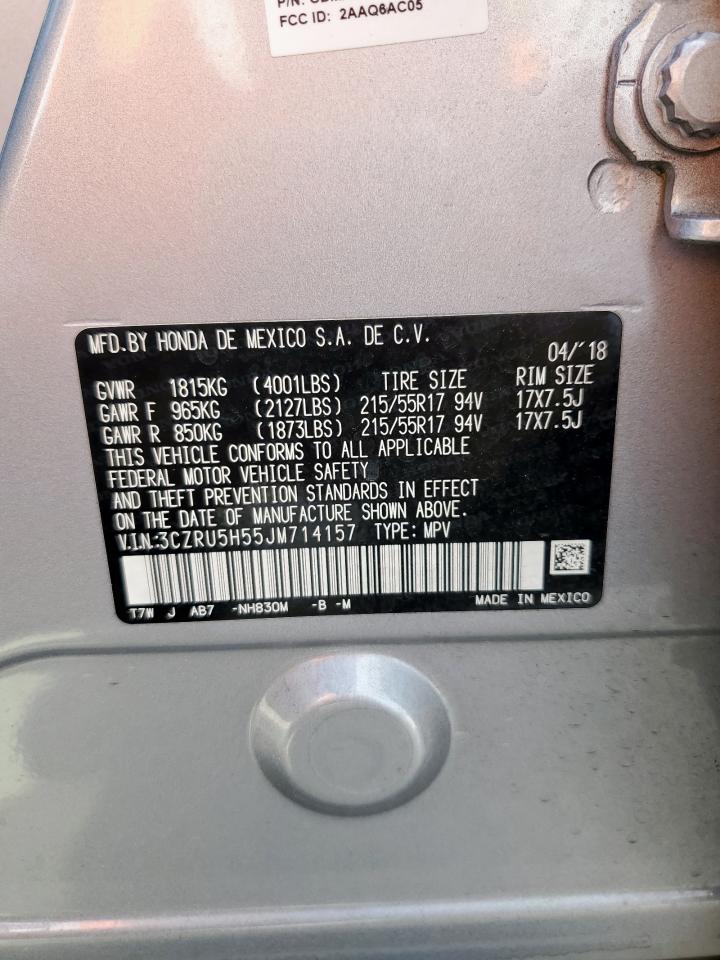 FCC ID: 2AAQ6AC05
MFD.BY HONDA DE MEXICO S.A. DE C.V.
04/'18
GVWR 1815KG (4001LBS) TIRE SIZE RIM SIZE
GAWR F 965KG (2127LBS) 215/55R17 94V 17X7.5J
GAWR R 850KG (1873LBS) 215/55R17 94V 17X7.5J
THIS VEHICLE CONFORMS TO ALL APPLICABLE
FEDERAL MOTOR VEHICLE SAFETY
AND THEFT PREVENTION STANDARDS IN EFFECT
ON THE DATE OF MANUFACTURE SHOWN ABOVE.
V.I.N:3CZRU5H55JM714157 TYPE: MPV
T7W J AB7 -NH830M -B -M MADE IN MEXICO